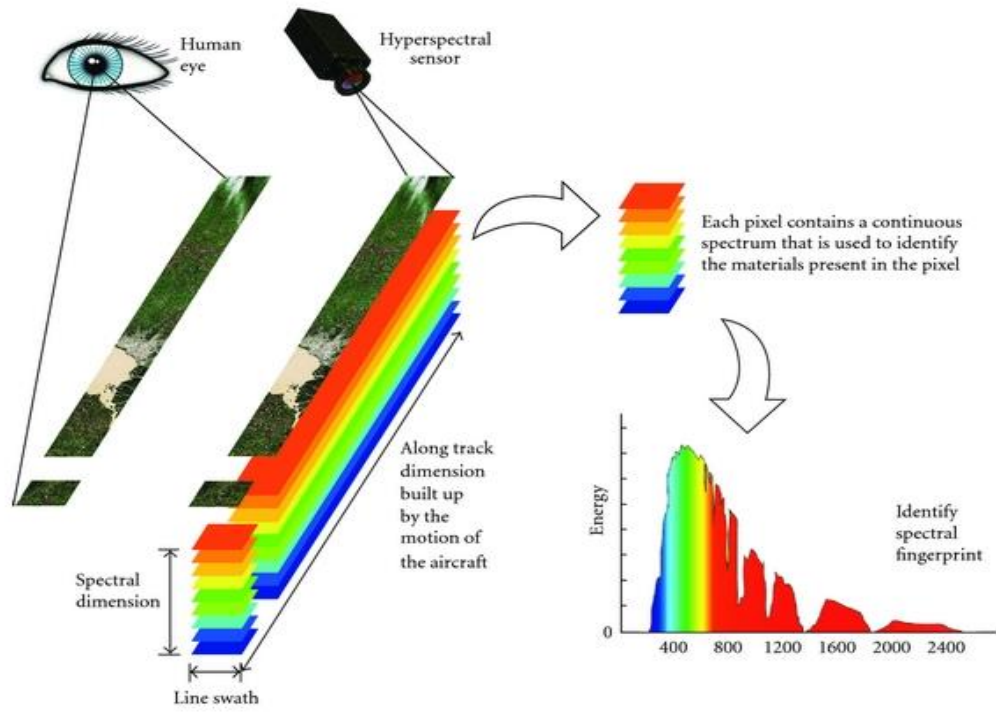 Human
eye
Hyperspectral
sensor
Each pixel contains a continuous
spectrum that is used to identify
the materials present in the pixel
Along track
dimension
built up
by the
motion of
the aircraft
Spectral
dimension
Line swath
Energy
Identify
spectral
fingerprint
0
400 800 1200 1600 2000 2400